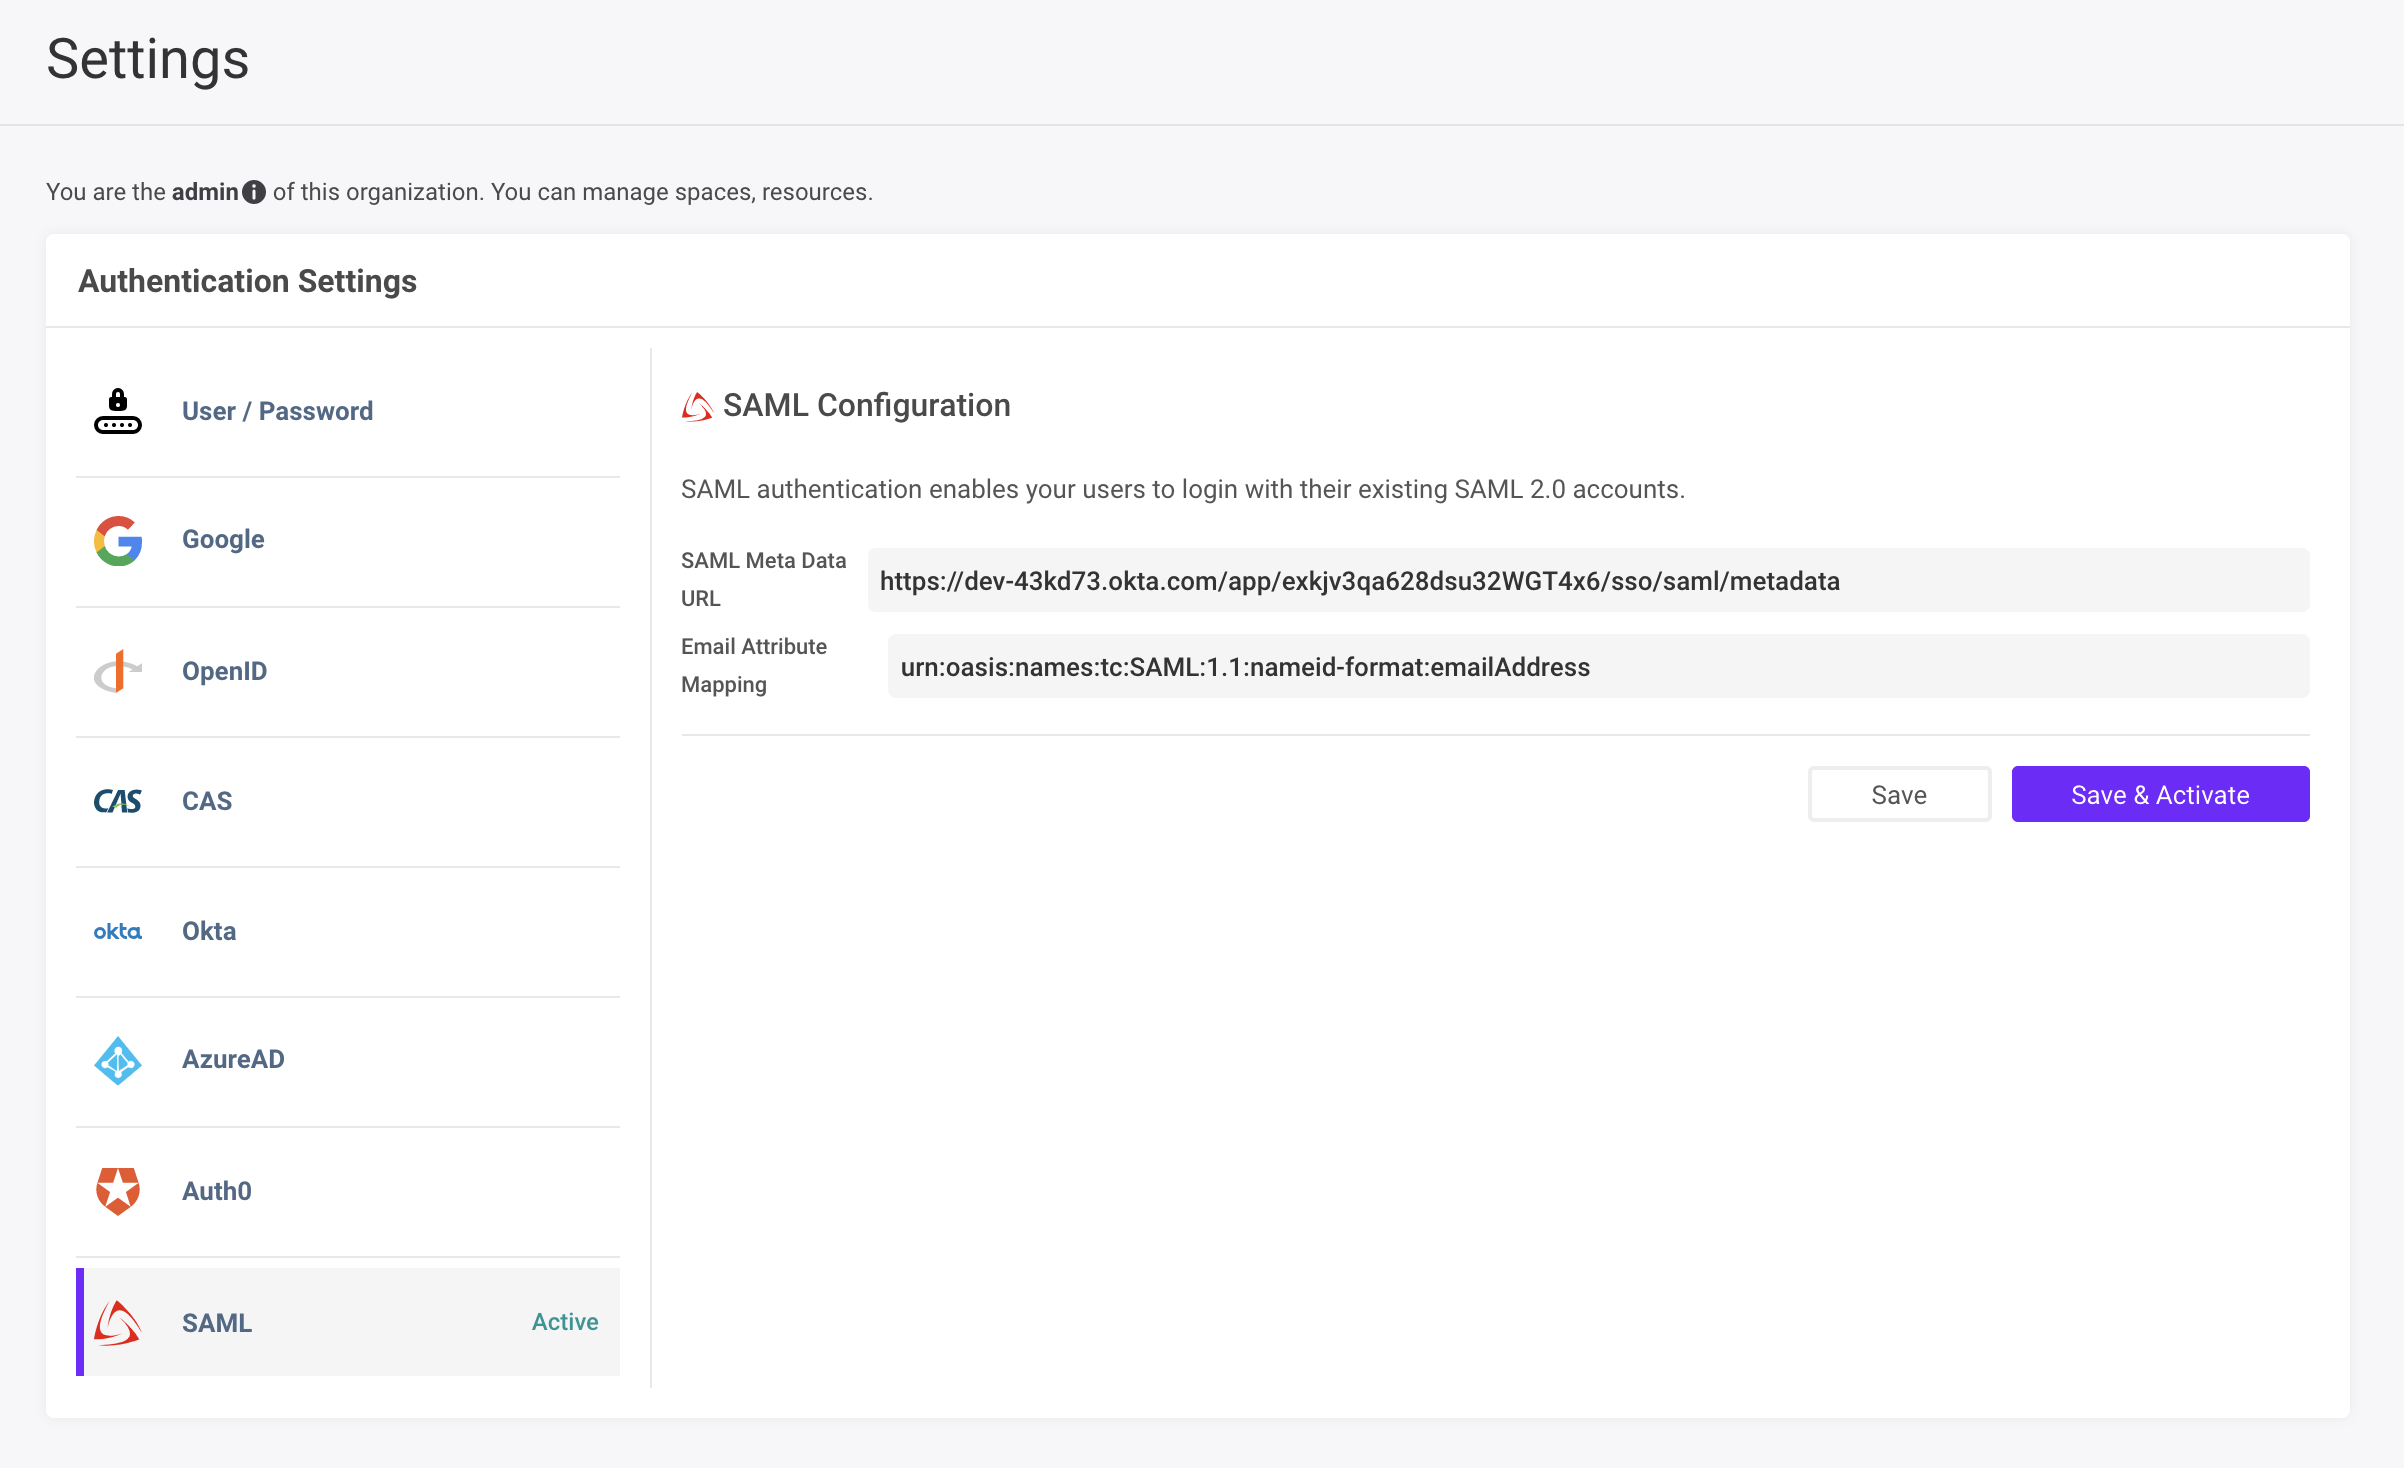 Settings
You are the admin of this organization. You can manage spaces, resources.
Authentication Settings
User / Password
Google
OpenID
CAS
CAS
okta
Okta
AzureAD
Auth0
SAML
Active
SAML Configuration
SAML authentication enables your users to login with their existing SAML 2.0 accounts.
SAML Meta Data
URL
https://dev-43kd73.okta.com/app/exkjv3qa628dsu32WGT4x6/sso/saml/metadata
Email Attribute
Mapping
urn:oasis:names:tc:SAML:1.1:nameid-format:emailAddress
Save
Save & Activate